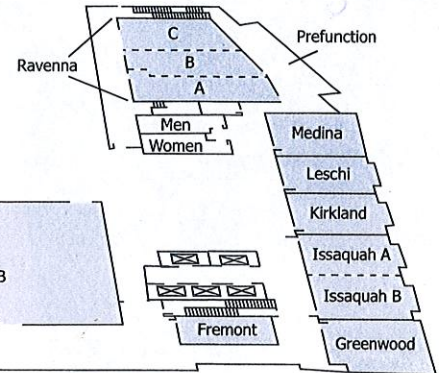 C
Prefunction
Ravenna
B
A
Men
Women
Medina
Leschi
Kirkland
Issaquah A
Issaquah B
Fremont
Greenwood
B